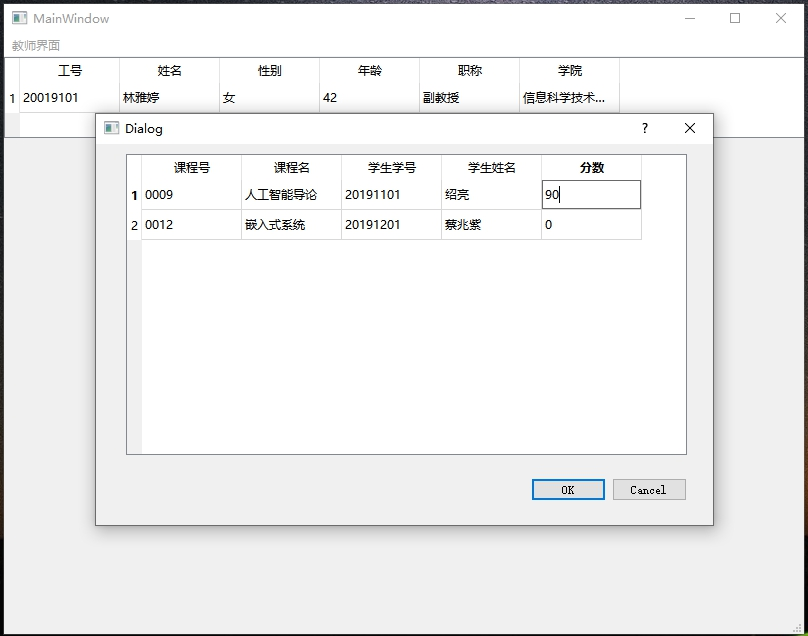 MainWindow
教师界面
工号 姓名 性别 年龄 职称 学院
1 20019101 林雅婷 女 42 副教授 信息科学技术...
Dialog ?
课程号 课程名 学生学号 学生姓名 分数
1 0009 人工智能导论 20191101 绍亮 90
2 0012 嵌入式系统 20191201 蔡兆紫 0
OK Cancel